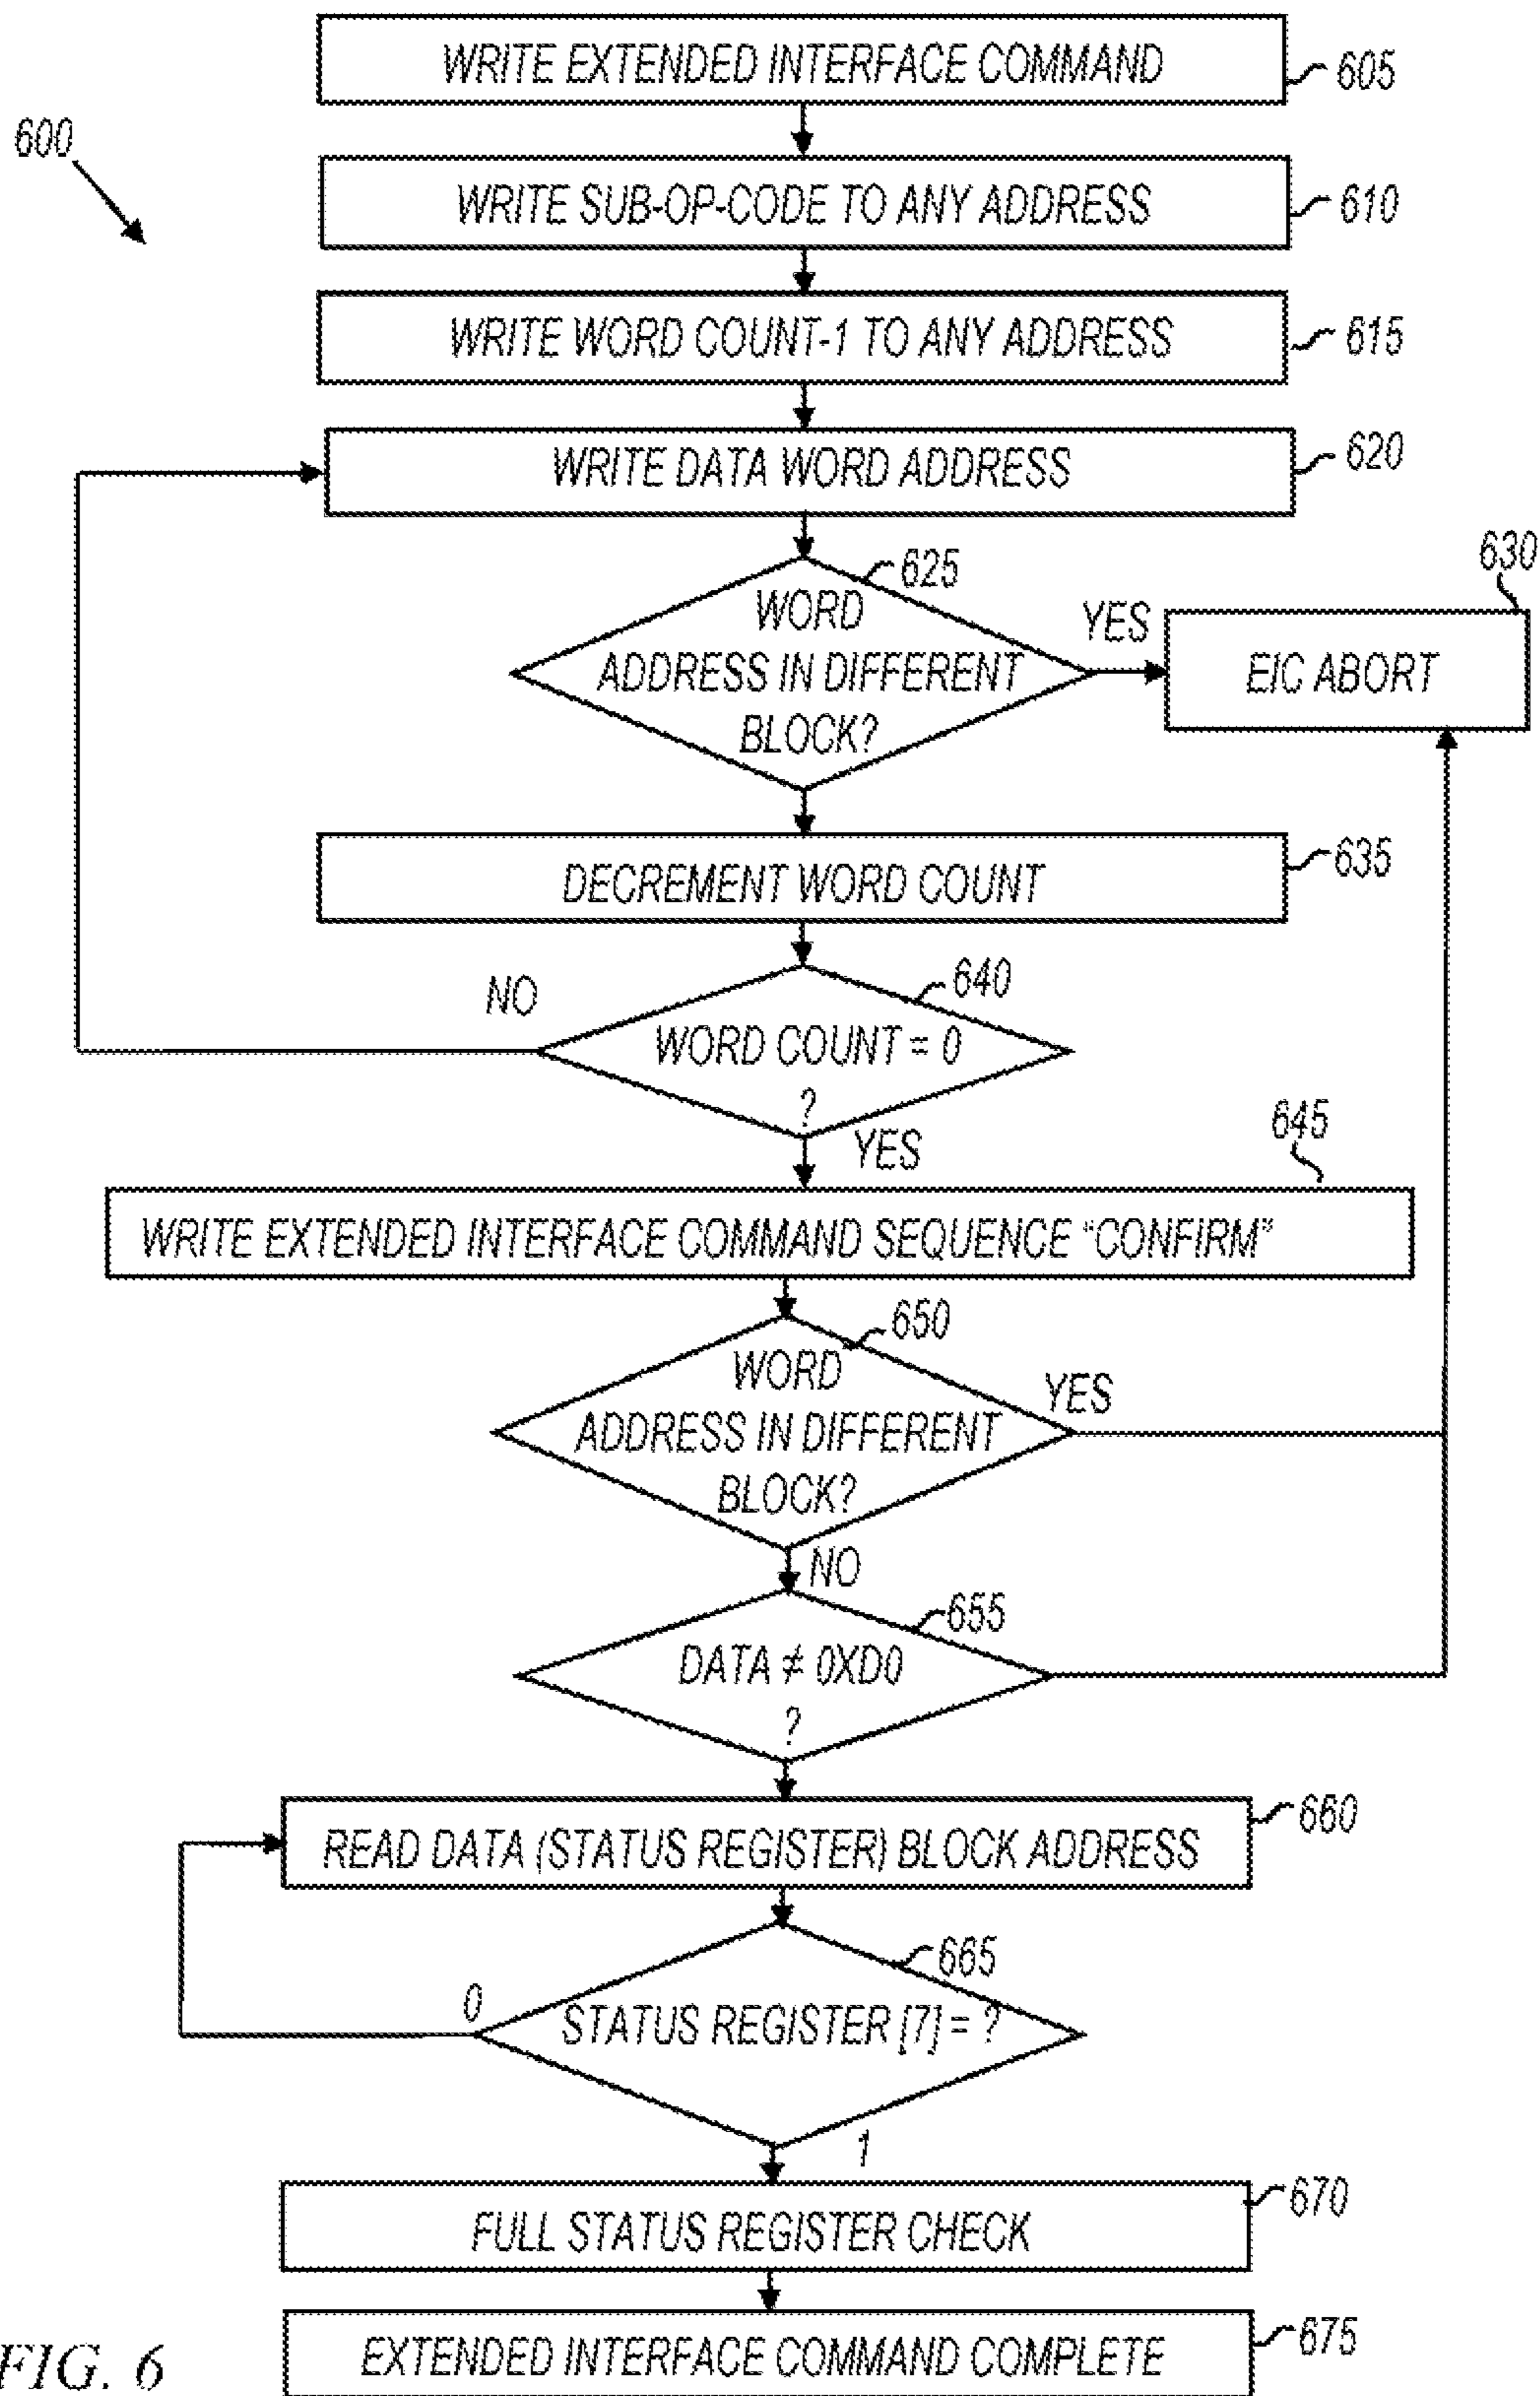 WRITE EXTENDED INTERFACE COMMAND
605
600
WRITE SUB-OP-CODE TO ANY ADDRESS
610
WRITE WORD COUNT-1 TO ANY ADDRESS
615
WRITE DATA WORD ADDRESS
620
625
WORD
ADDRESS IN DIFFERENT
BLOCK?
YES
630
EIC ABORT
DECREMENT WORD COUNT
635
NO
640
WORD COUNT = 0
?
YES
645
WRITE EXTENDED INTERFACE COMMAND SEQUENCE “CONFIRM”
650
WORD
ADDRESS IN DIFFERENT
BLOCK?
YES
NO
655
DATA ≠ 0XD0
?
READ DATA (STATUS REGISTER) BLOCK ADDRESS
660
0
665
STATUS REGISTER [7] = ?
1
FULL STATUS REGISTER CHECK
670
EXTENDED INTERFACE COMMAND COMPLETE
675
FIG. 6